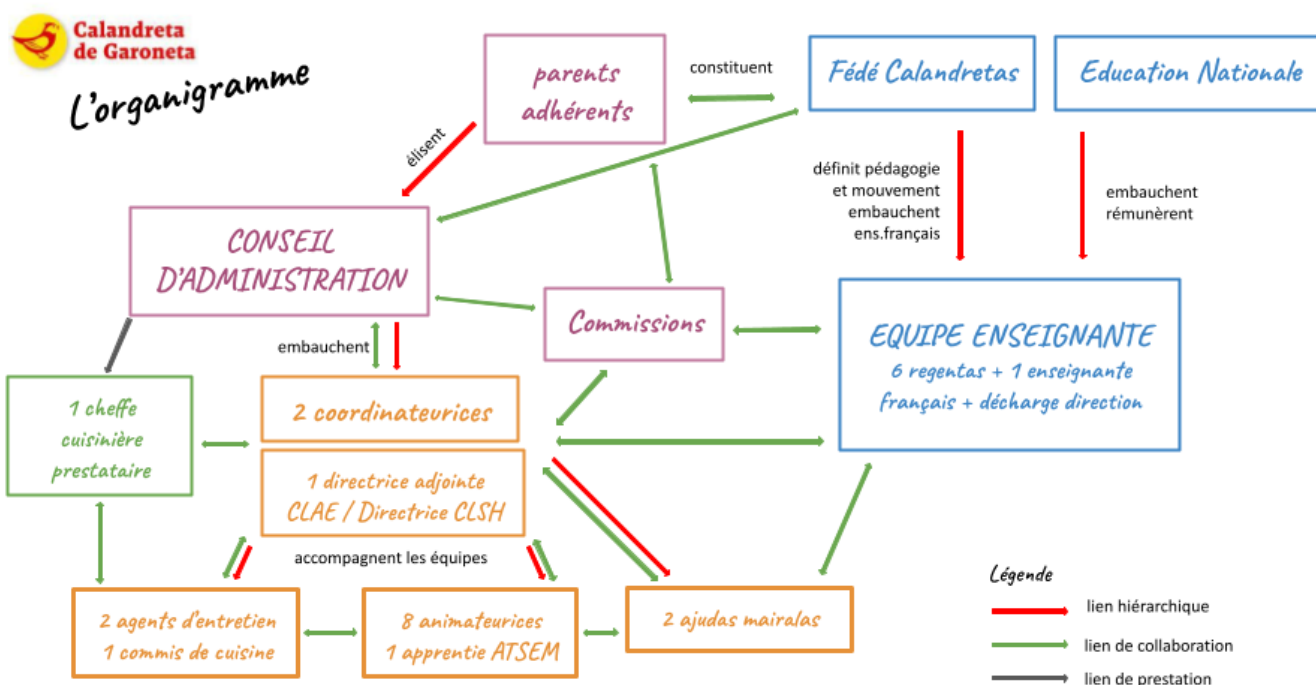 Calandreta
de Garoneta
L'organigramme
parents
adhérents
constituent
Fédé Calandretas
Education Nationale
élisent
définit pédagogie
et mouvement
embauchent
ens.français
embauchent
rémunèrent
CONSEIL
D'ADMINISTRATION
Commissions
EQUIPE ENSEIGNANTE
6 regentas + 1 enseignante
français + décharge direction
embauchent
1 cheffe
cuisinière
prestataire
2 coordinateurices
1 directrice adjointe
CLAE / Directrice CLSH
accompagnent les équipes
2 agents d'entretien
1 commis de cuisine
8 animateurices
1 apprentie ATSEM
2 ajudas mairalas
Légende
lien hiérarchique
lien de collaboration
lien de prestation